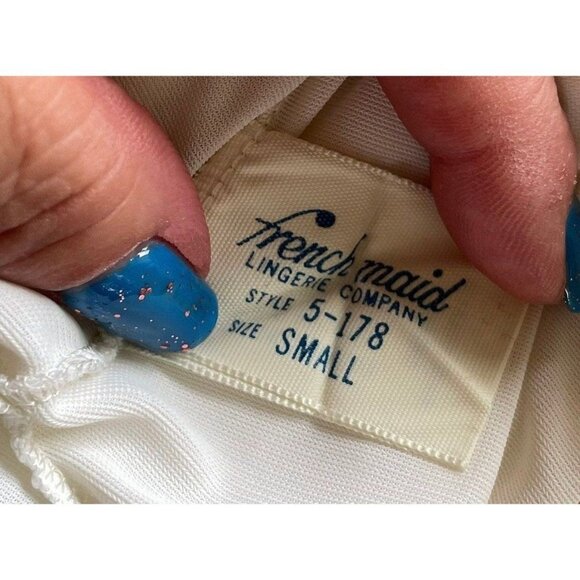 french maid
LINGERIE COMPANY
STYLE 5-178
SIZE SMALL